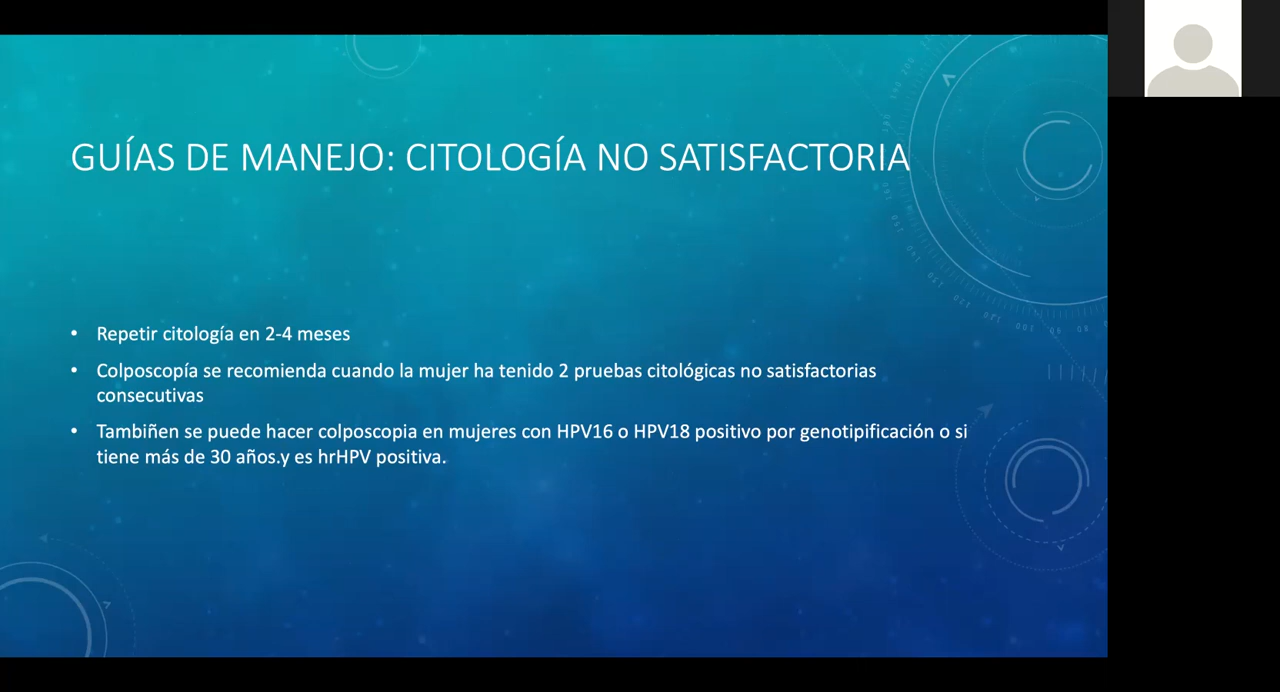 GUÍAS DE MANEJO: CITOLOGÍA NO SATISFACTORIA
• Repetir citología en 2-4 meses
• Colposcopía se recomienda cuando la mujer ha tenido 2 pruebas citológicas no satisfactorias
consecutivas
• Tambiñen se puede hacer colposcopia en mujeres con HPV16 o HPV18 positivo por genotipificación o si
tiene más de 30 años.y es hrHPV positiva.